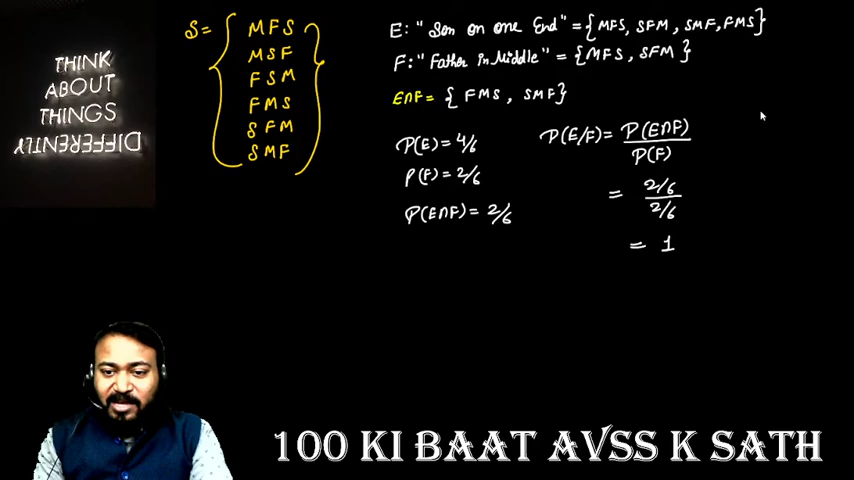 THINK
ABOUT
THINGS
DIFFERENTLY
S = { MFS
MSF
FSM
FMS
SFM
SMF }
E: "Son on one End" = {MFS, SFM, SMF, FMS}
F: "Father in Middle" = {MFS, SFM}
E∩F = { FMS, SMF}
P(E) = 4/6
P(F) = 2/6
P(E∩F) = 2/6
P(E/F) = P(E∩F) / P(F)
= 2/6 / 2/6
= 1
100 KI BAAT AVSS K SATH